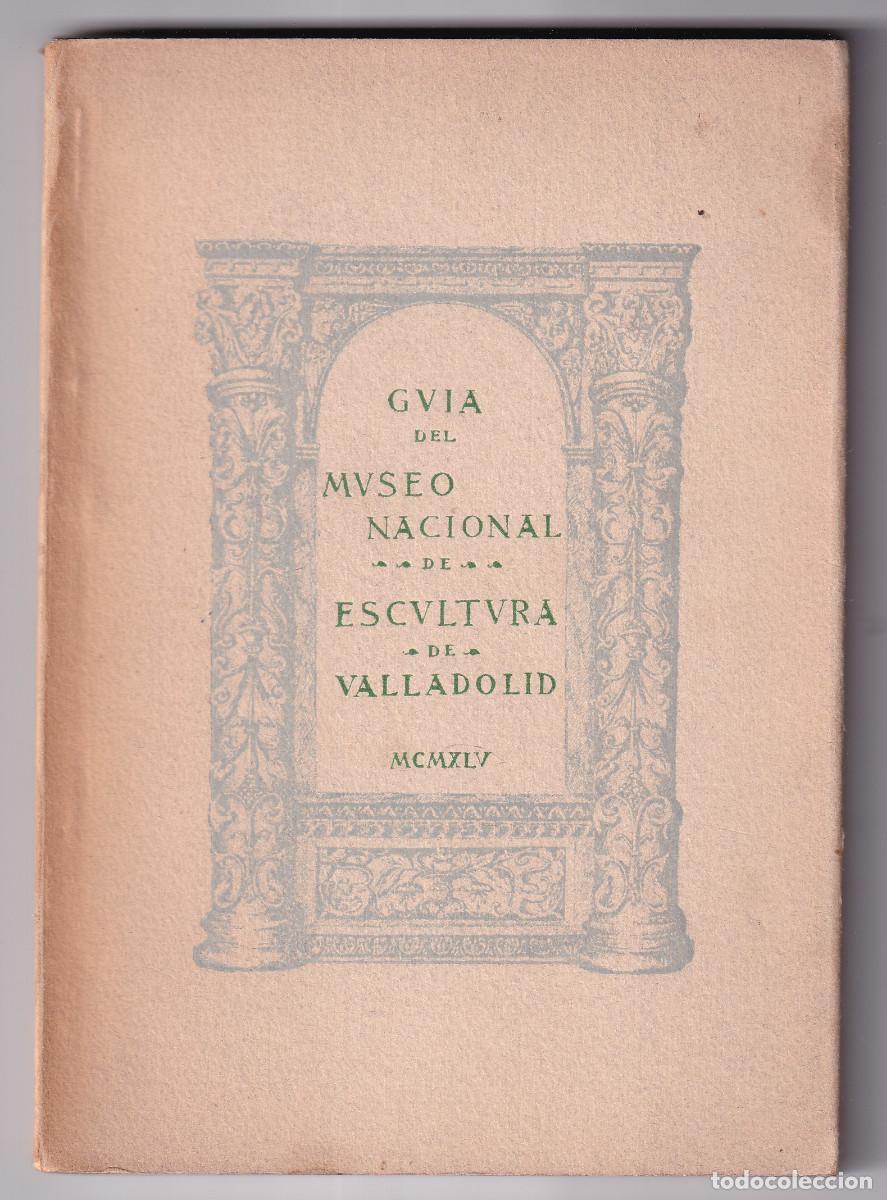 GVIA
DEL
MVSEO
NACIONAL
DE
ESCVLTVRA
DE
VALLADOLID
MCMXLV
todocoleccion.net